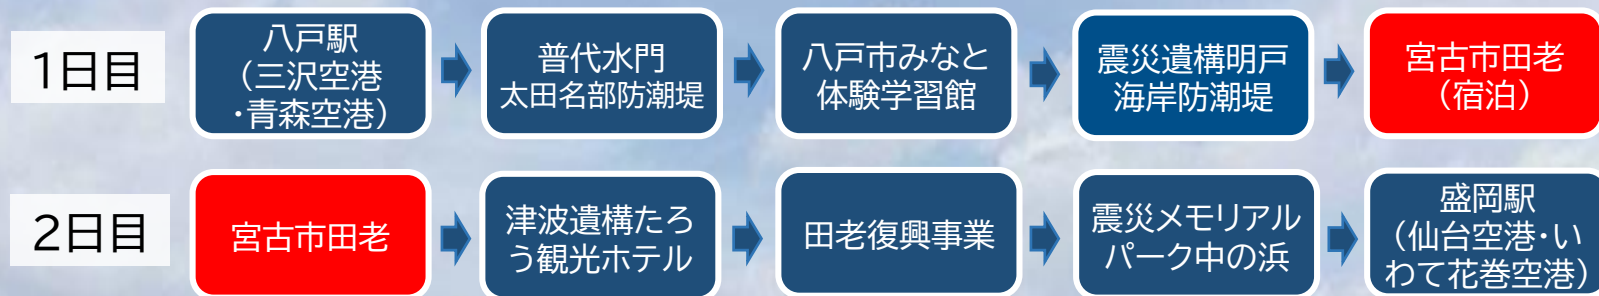 1日目
八戸駅
（三沢空港
・青森空港）
普代水門
太田名部防潮堤
八戸市みなと
体験学習館
震災遺構明戸
海岸防潮堤
宮古市田老
（宿泊）
2日目
宮古市田老
津波遺構たろ
う観光ホテル
田老復興事業
震災メモリアル
パーク中の浜
盛岡駅
（仙台空港・い
わて花巻空港）